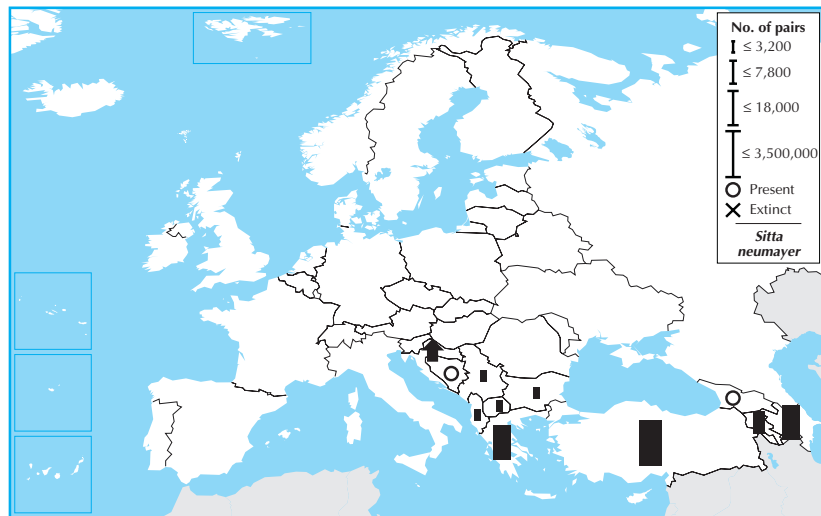 No. of pairs
≤ 3,200
≤ 7,800
≤ 18,000
≤ 3,500,000
Present
Extinct
Sitta
neumayer